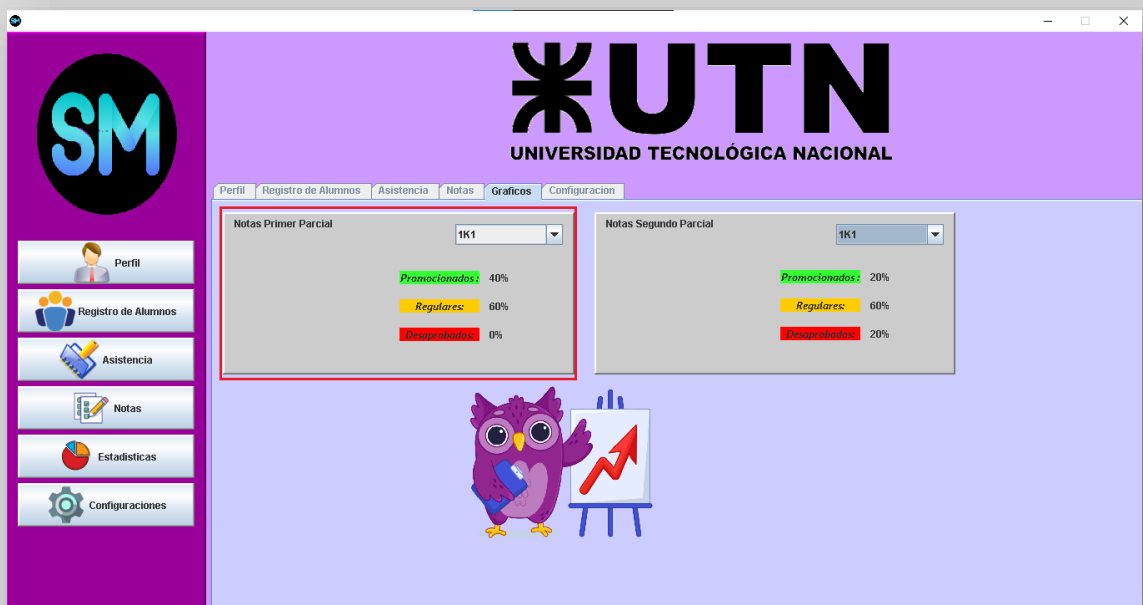 SM
UTN
UNIVERSIDAD TECNOLÓGICA NACIONAL
Perfil
Registro de Alumnos
Asistencia
Notas
Estadisticas
Configuraciones
Perfil Registro de Alumnos Asistencia Notas Graficos Configuracion
Notas Primer Parcial
1K1
Promocionados: 40%
Regulares: 60%
Desaprobados: 0%
Notas Segundo Parcial
1K1
Promocionados: 20%
Regulares: 60%
Desaprobados: 20%